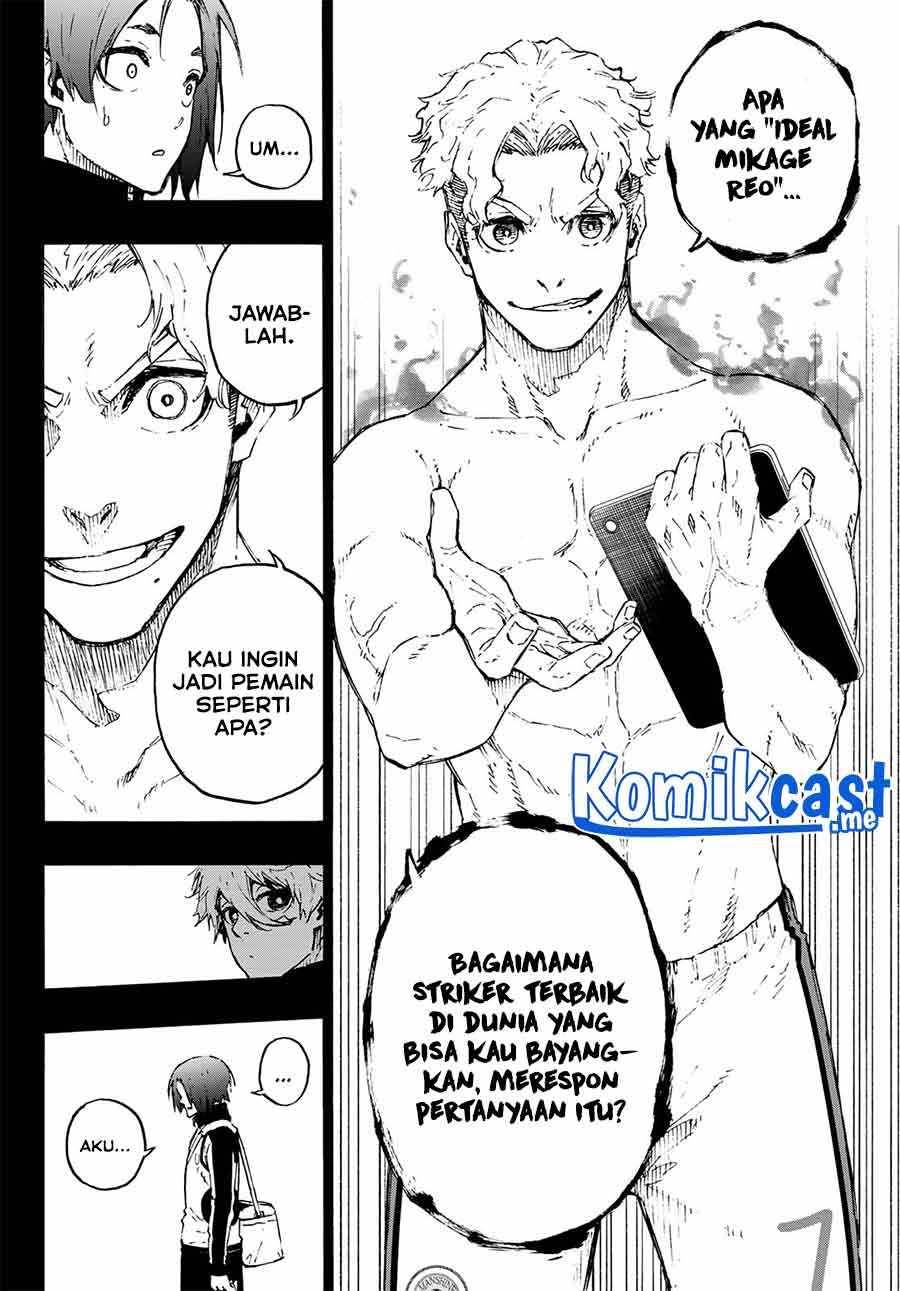 APA
YANG "IDEAL
MIKAGE
REO"...
BAGAIMANA
STRIKER TERBAIK
DI DUNIA YANG
BISA KAU BAYANG-
KAN, MERESPON
PERTANYAAN ITU?
UM...
JAWAB-
LAH.
KAU INGIN
JADI PEMAIN
SEPERTI
APA?
...
AKU...
Komikcast
.me
7
MANSHINE